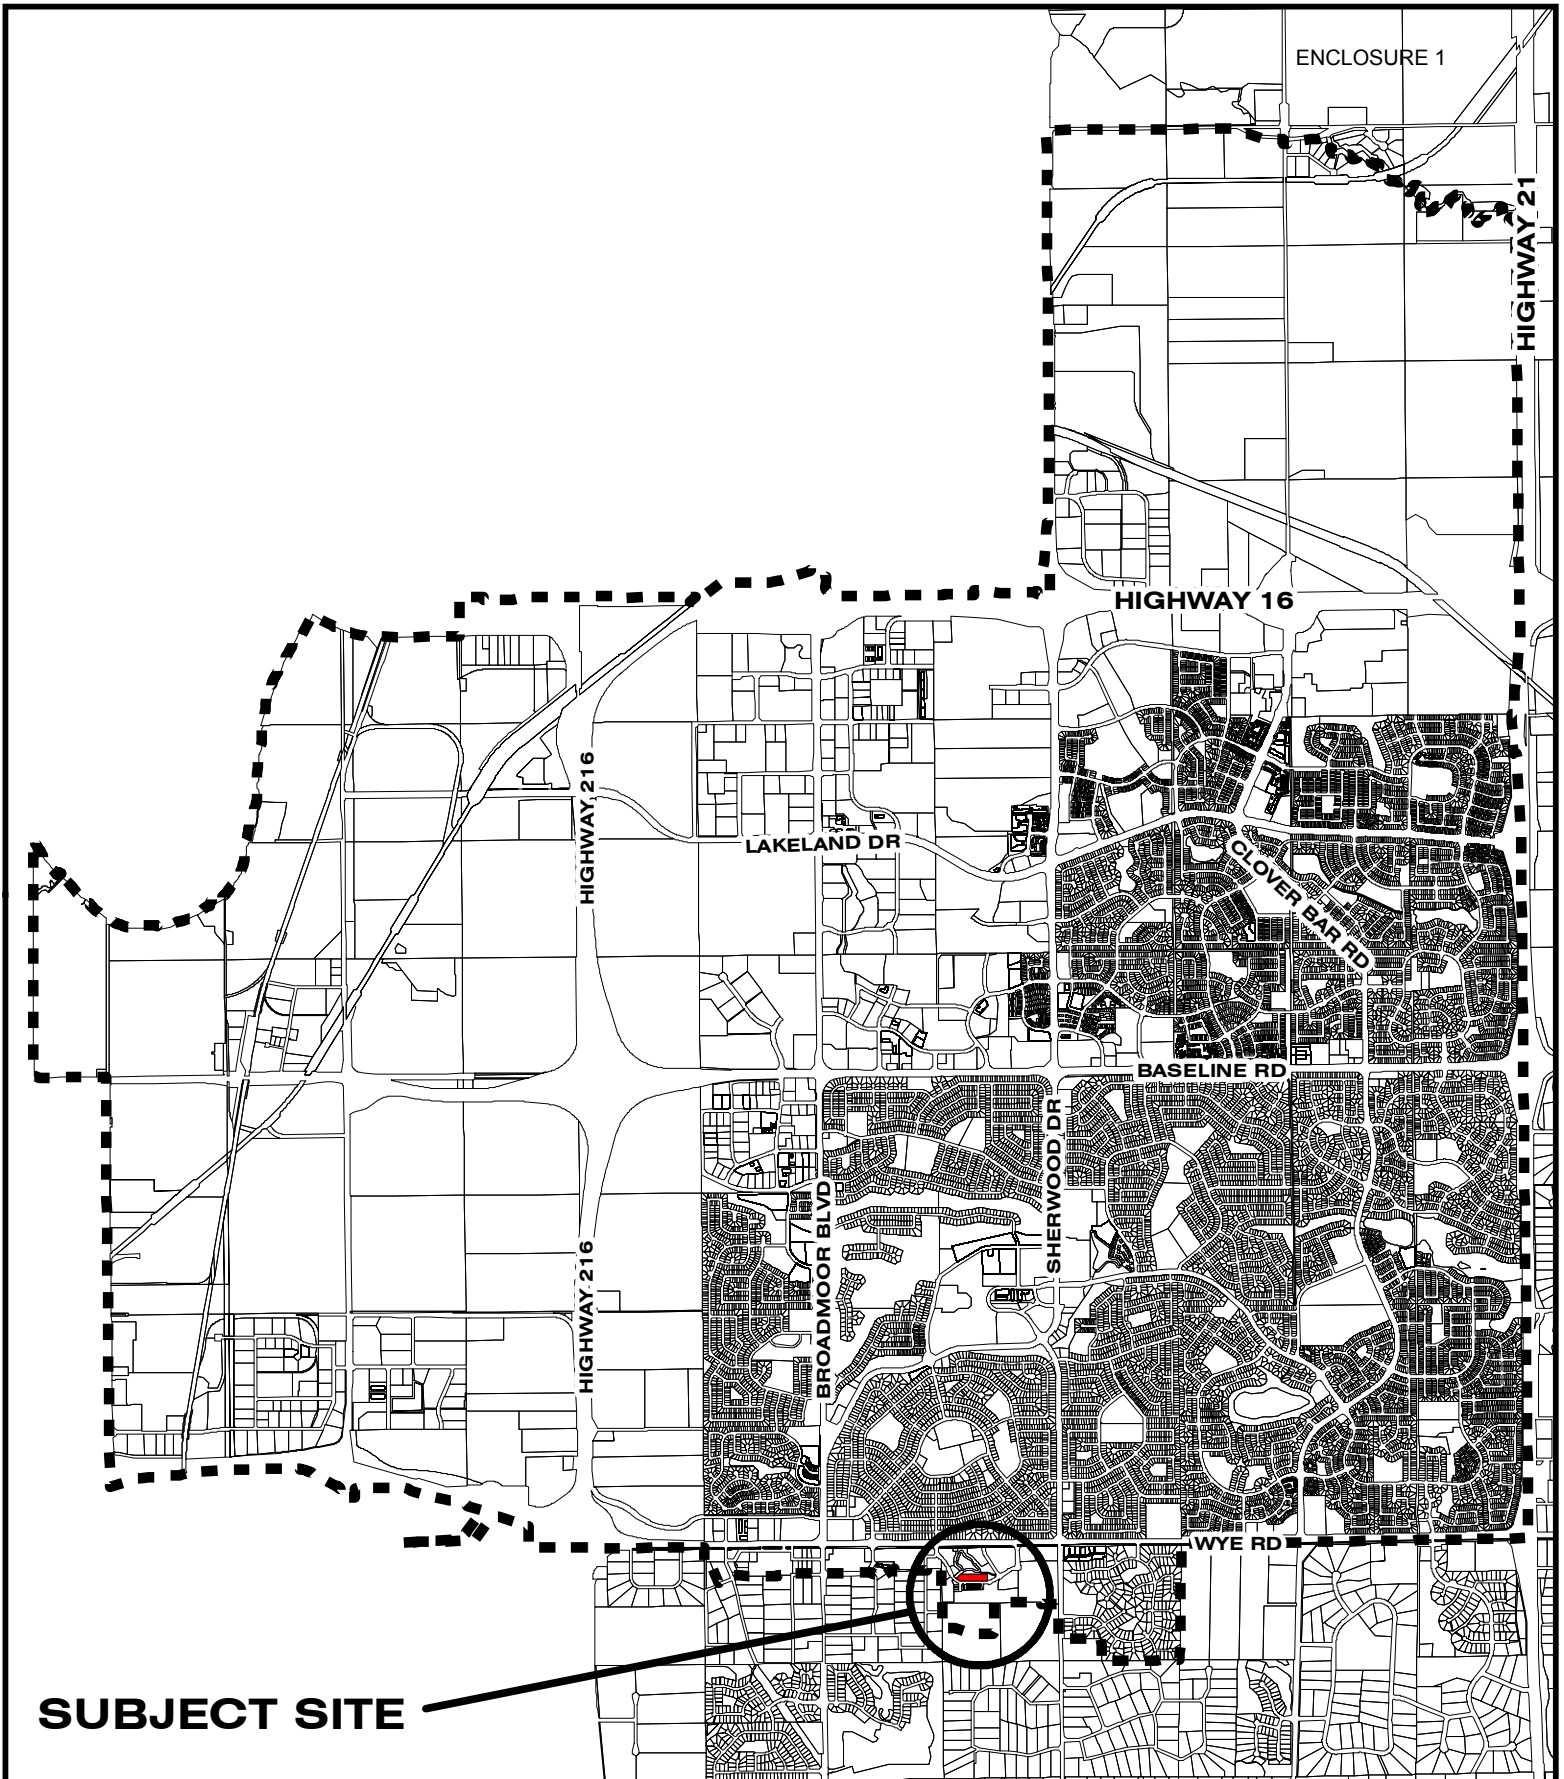 ENCLOSURE 1
HIGHWAY 21
HIGHWAY 16
HIGHWAY 216
LAKELAND DR
CLOVER BAR RD
BASELINE RD
SHERWOOD DR
BROADMOOR BLVD
HIGHWAY 216
WYE RD
SUBJECT SITE